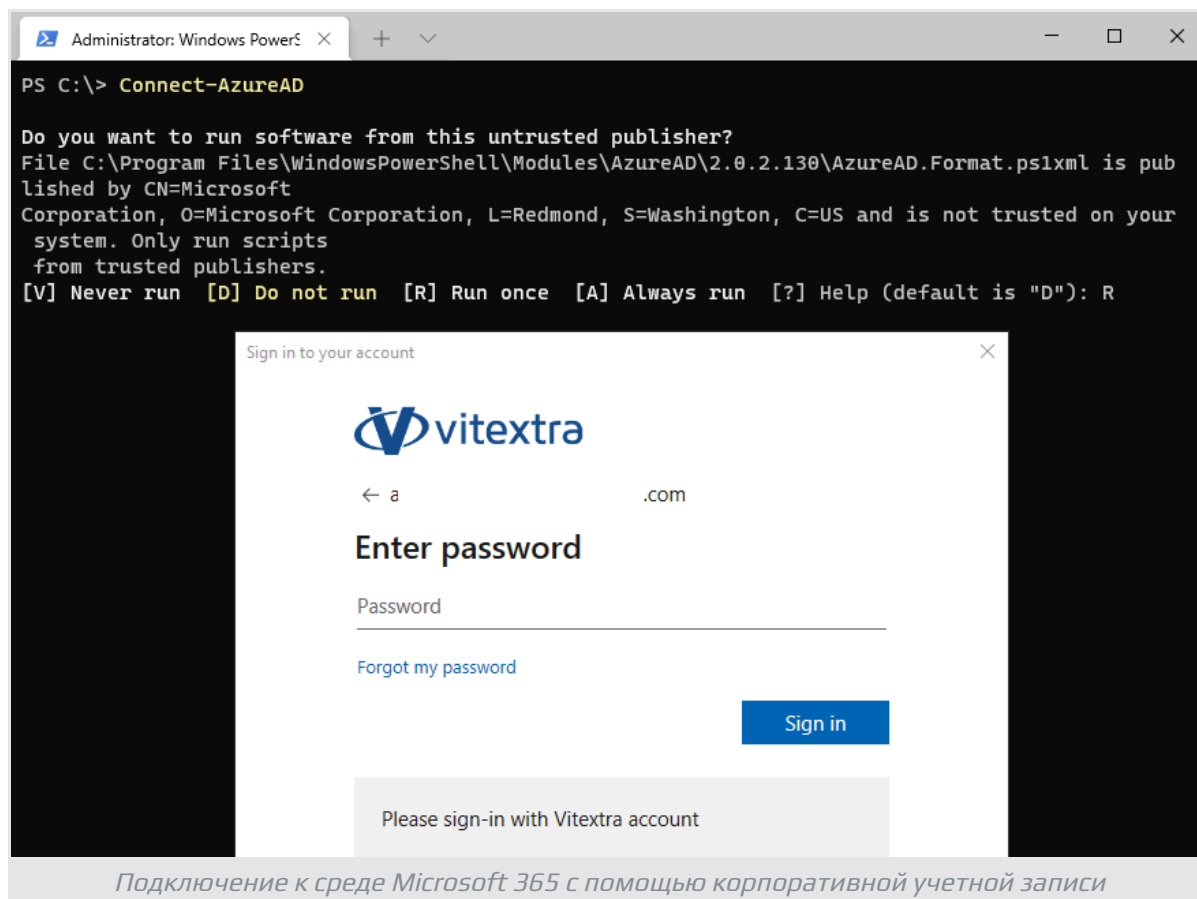 Administrator: Windows PowerS
PS C:\> Connect-AzureAD
Do you want to run software from this untrusted publisher?
File C:\Program Files\WindowsPowerShell\Modules\AzureAD\2.0.2.130\AzureAD.Format.ps1xml is pub
lished by CN=Microsoft
Corporation, O=Microsoft Corporation, L=Redmond, S=Washington, C=US and is not trusted on your
system. Only run scripts
from trusted publishers.
[V] Never run  [D] Do not run  [R] Run once  [A] Always run  [?] Help (default is "D"): R
Sign in to your account
vitextra
← a .com
Enter password
Password
Forgot my password
Sign in
Please sign-in with Vitextra account
Подключение к среде Microsoft 365 с помощью корпоративной учетной записи